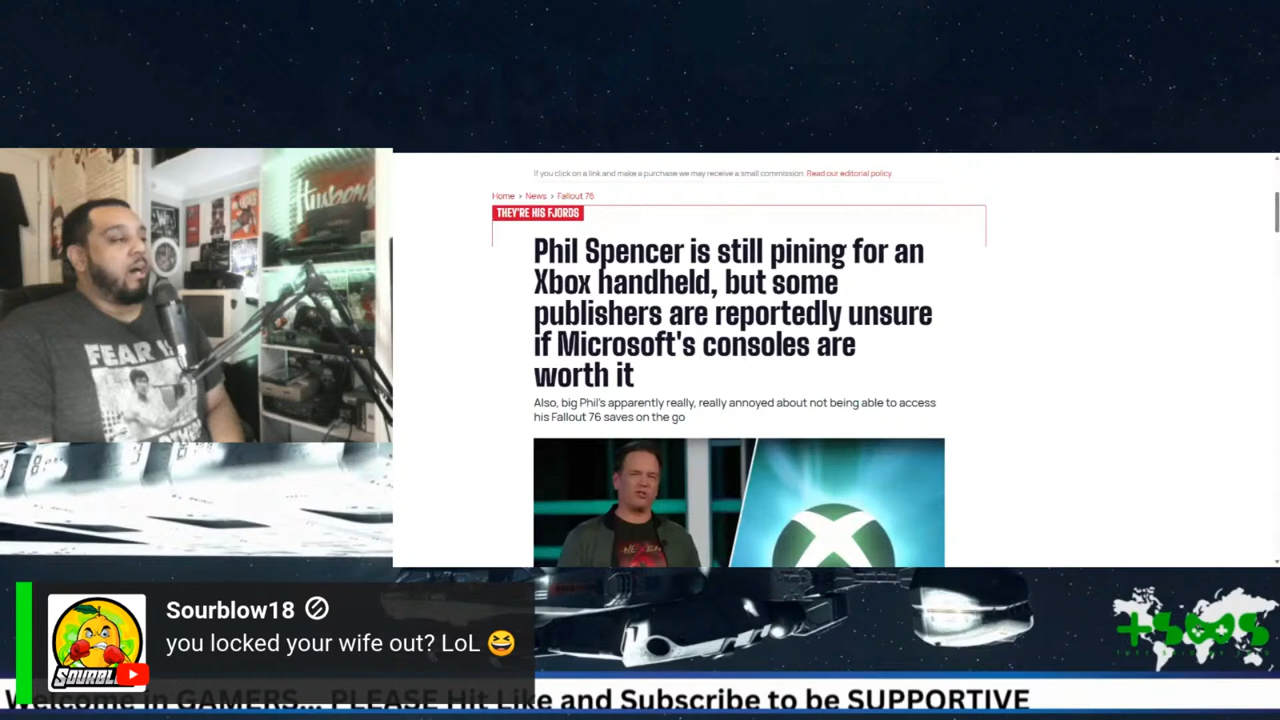 If you click on a link and make a purchase we may receive a small commission. Read our editorial policy
Home > News > Fallout 76
THEY'RE HIS FJORDS
Phil Spencer is still pining for an
Xbox handheld, but some
publishers are reportedly unsure
if Microsoft's consoles are
worth it
Also, big Phil's apparently really, really annoyed about not being able to access
his Fallout 76 saves on the go
FEAR
Sourblow18
you locked your wife out? LoL 😆
Welcome in GAMERS... PLEASE Hit Like and Subscribe to be SUPPORTIVE